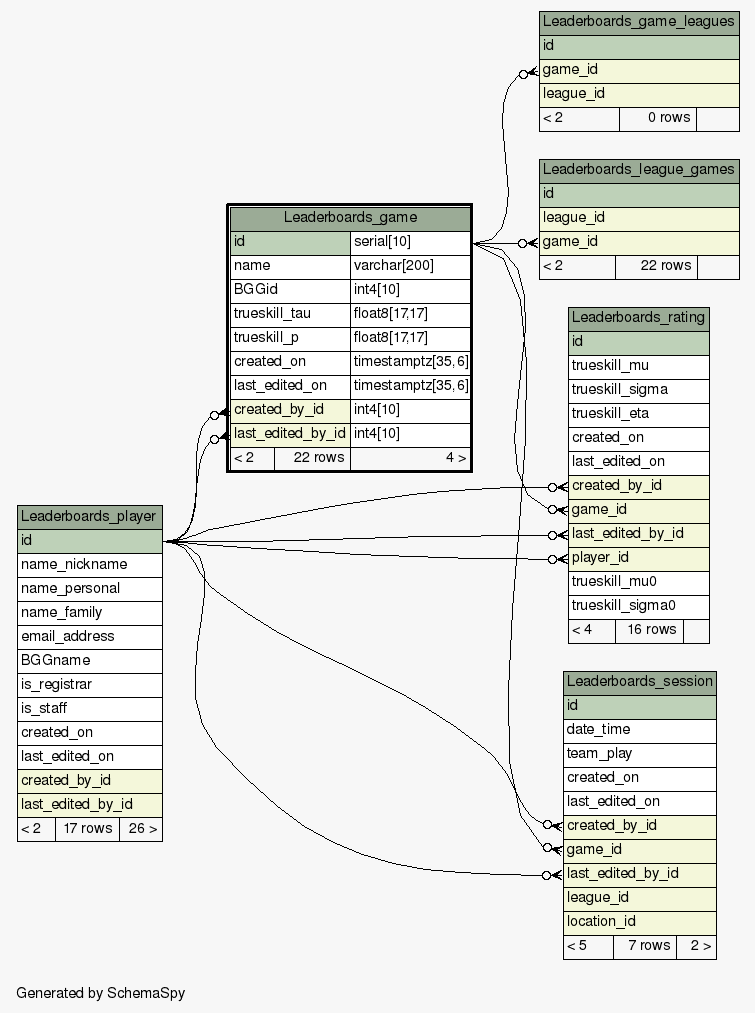 Leaderboards_game_leagues
id
game_id
league_id
< 2 0 rows
Leaderboards_league_games
id
league_id
game_id
< 2 22 rows
Leaderboards_game
id serial[10]
name varchar[200]
BGGid int4[10]
trueskill_tau float8[17,17]
trueskill_p float8[17,17]
created_on timestamptz[35,6]
last_edited_on timestamptz[35,6]
created_by_id int4[10]
last_edited_by_id int4[10]
< 2 22 rows 4 >
Leaderboards_rating
id
trueskill_mu
trueskill_sigma
trueskill_eta
created_on
last_edited_on
created_by_id
game_id
last_edited_by_id
player_id
trueskill_mu0
trueskill_sigma0
< 4 16 rows
Leaderboards_player
id
name_nickname
name_personal
name_family
email_address
BGGname
is_registrar
is_staff
created_on
last_edited_on
created_by_id
last_edited_by_id
< 2 17 rows 26 >
Leaderboards_session
id
date_time
team_play
created_on
last_edited_on
created_by_id
game_id
last_edited_by_id
league_id
location_id
< 5 7 rows 2 >
Generated by SchemaSpy